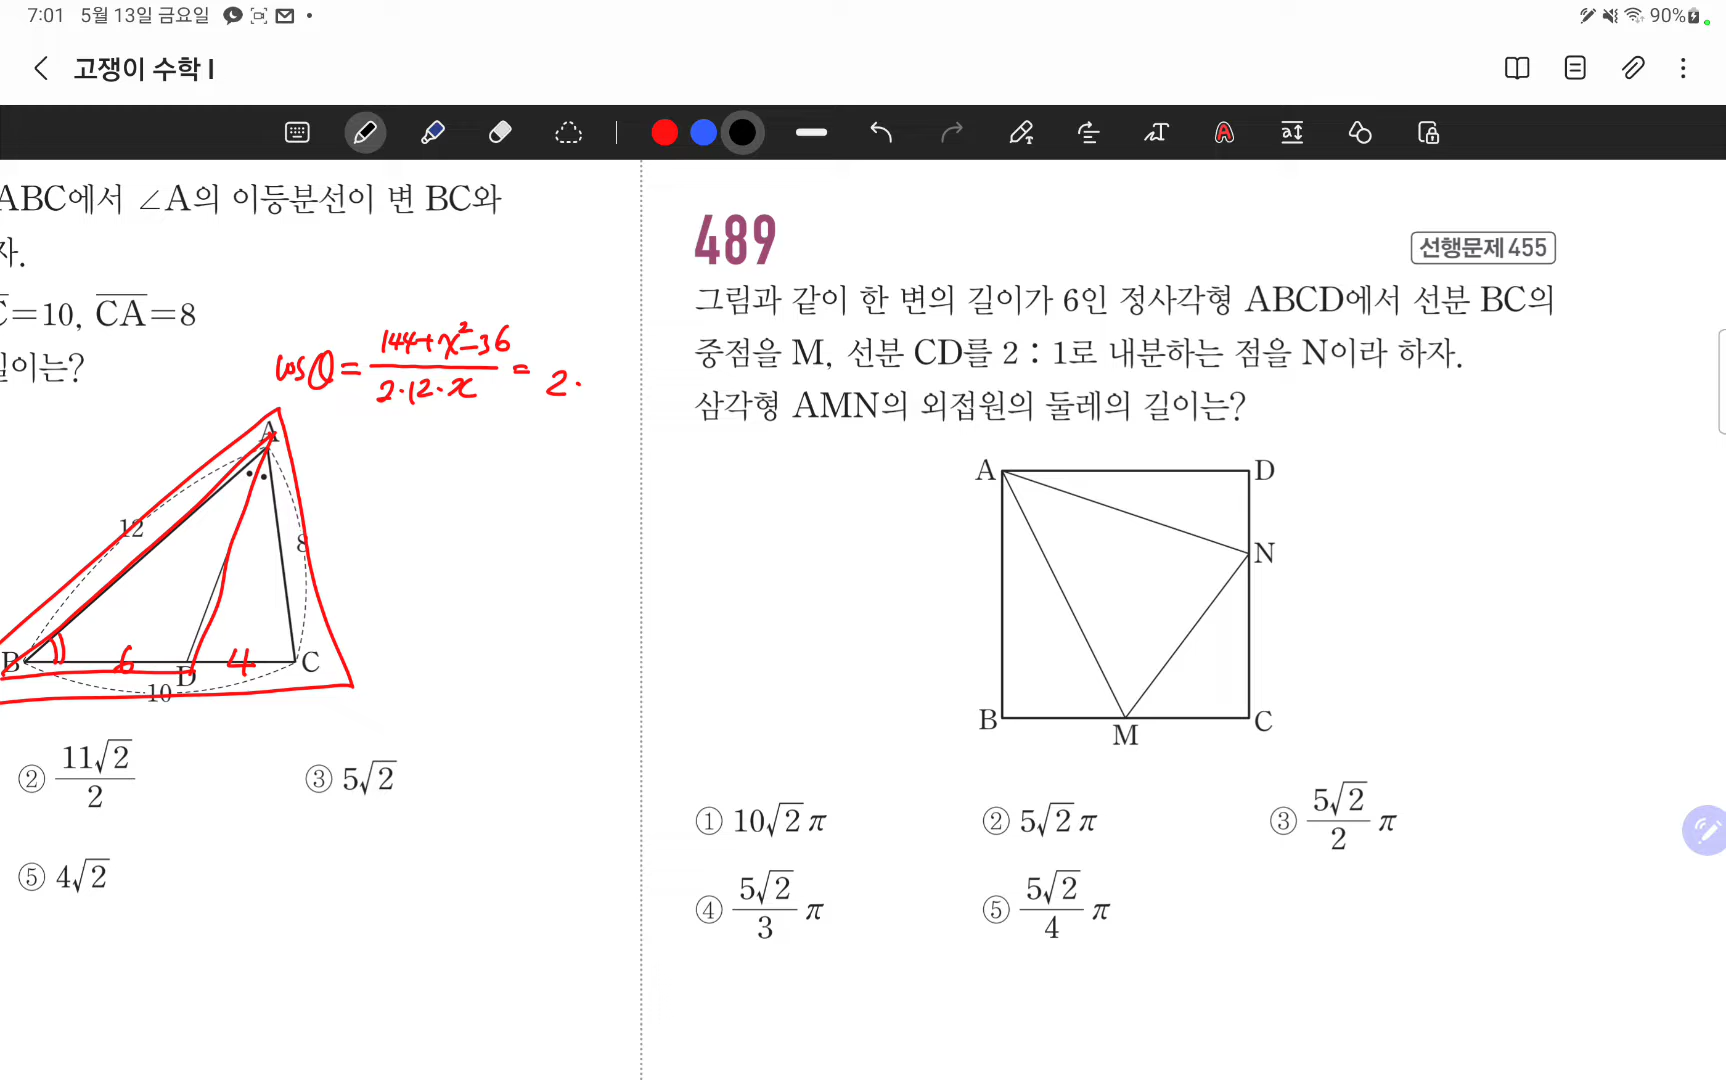 7:01 5월 13일 금요일
90%
고쟁이 수학 I
ABC에서 ∠A의 이등분선이 변 BC와
자.
C=10, CA=8
길이는?
cosθ = (144+x²-36)/(2·12·x) = 2·
A
12
8
B
6
D
4
C
10
② 11√2/2
③ 5√2
⑤ 4√2
489
선행문제 455
그림과 같이 한 변의 길이가 6인 정사각형 ABCD에서 선분 BC의
중점을 M, 선분 CD를 2 : 1로 내분하는 점을 N이라 하자.
삼각형 AMN의 외접원의 둘레의 길이는?
A
D
N
B
M
C
① 10√2π
② 5√2π
③ 5√2/2 π
④ 5√2/3 π
⑤ 5√2/4 π